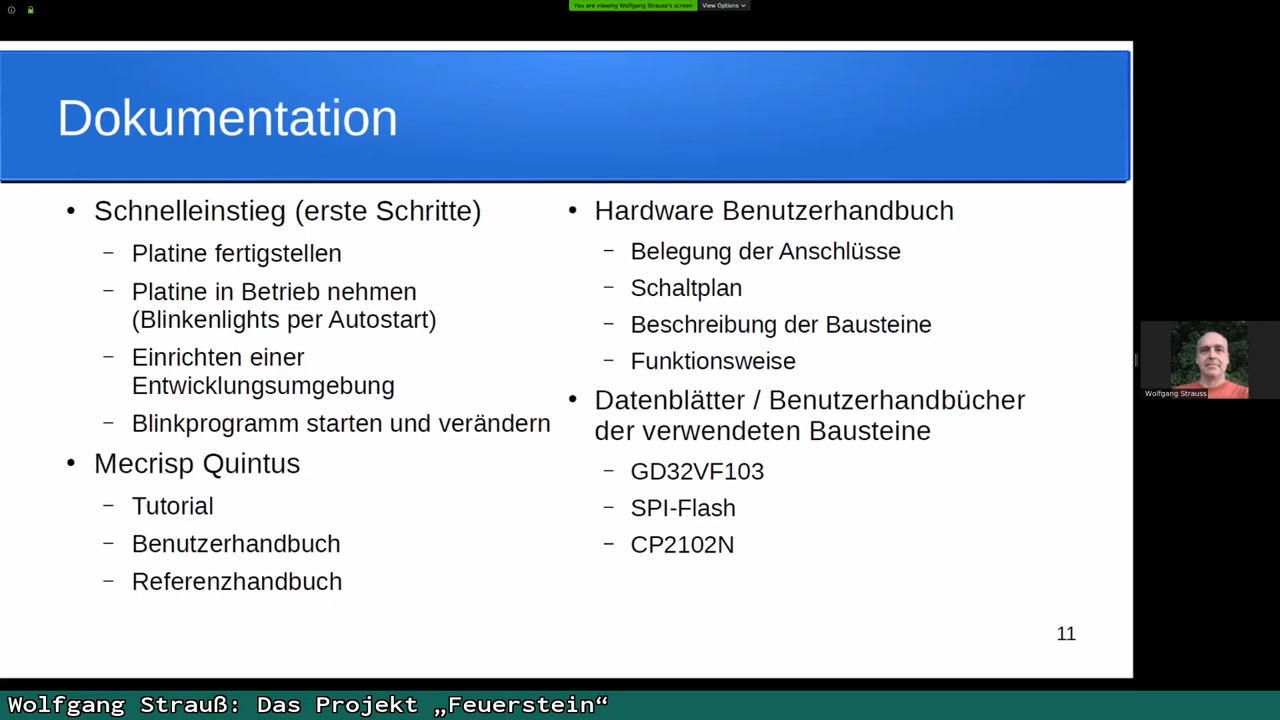 You are viewing Wolfgang Strauss's screen
View Options
Dokumentation
• Schnelleinstieg (erste Schritte)
– Platine fertigstellen
– Platine in Betrieb nehmen
(Blinkenlights per Autostart)
– Einrichten einer
Entwicklungsumgebung
– Blinkprogramm starten und verändern
• Mecrisp Quintus
– Tutorial
– Benutzerhandbuch
– Referenzhandbuch
• Hardware Benutzerhandbuch
– Belegung der Anschlüsse
– Schaltplan
– Beschreibung der Bausteine
– Funktionsweise
• Datenblätter / Benutzerhandbücher
der verwendeten Bausteine
– GD32VF103
– SPI-Flash
– CP2102N
11
Wolfgang Strauss
Wolfgang Strauß: Das Projekt „Feuerstein“